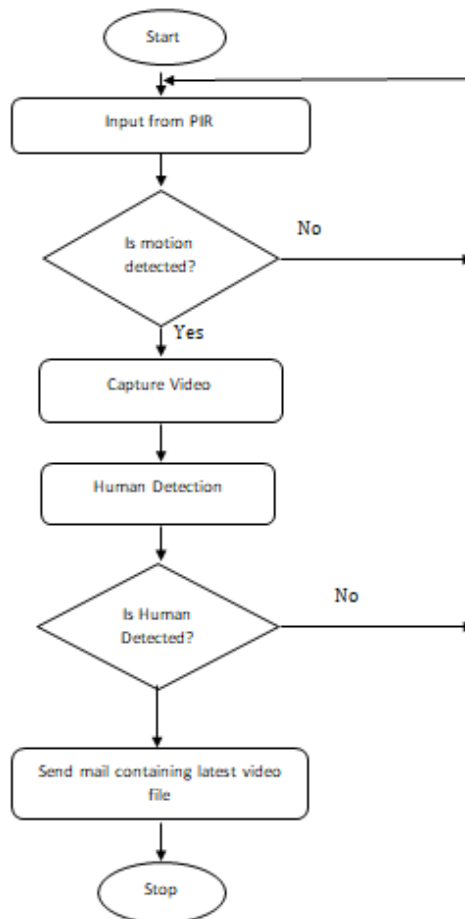 Start
Input from PIR
Is motion
detected?
No
Yes
Capture Video
Human Detection
Is Human
Detected?
No
Send mail containing latest video
file
Stop